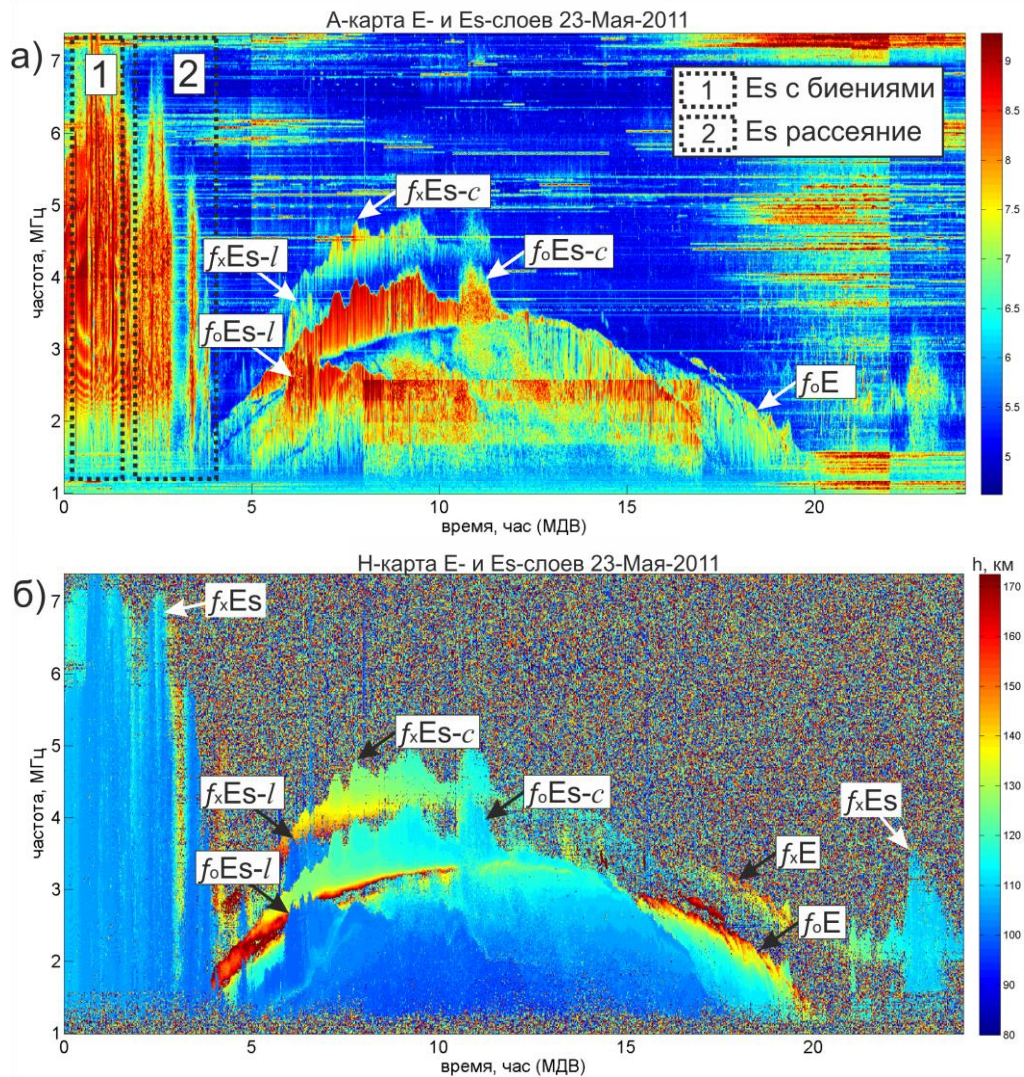 А-карта E- и Es-слоев 23-Мая-2011
а)
1
2
1 Es с биениями
2 Es рассеяние
fxEs-c
fxEs-l
foEs-c
foEs-l
foE
частота, МГц
7
6
5
4
3
2
1
0 5 10 15 20
время, час (МДВ)
9
8.5
8
7.5
7
6.5
6
5.5
5
Н-карта E- и Es-слоев 23-Мая-2011
б)
h, км
fxEs
fxEs-c
fxEs-l
foEs-c
fxEs
foEs-l
fxE
foE
частота, МГц
7
6
5
4
3
2
1
0 5 10 15 20
время, час (МДВ)
170
160
150
140
130
120
110
100
90
80